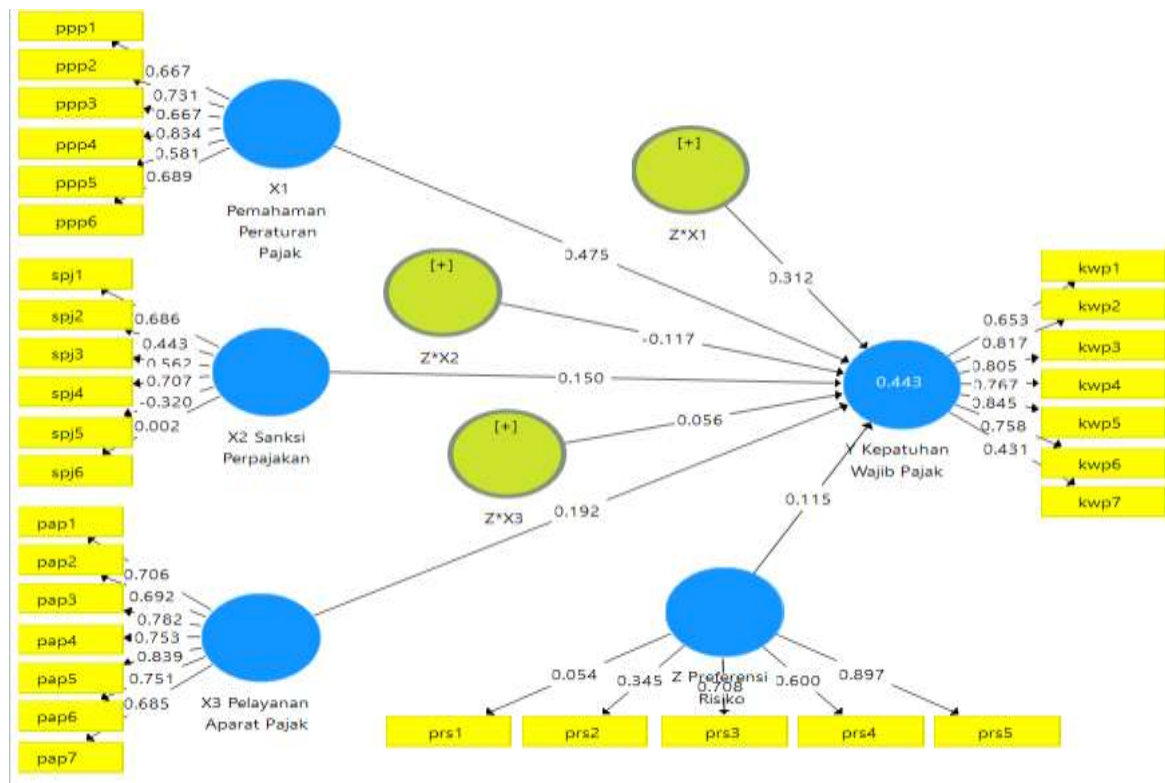 ppp1
ppp2
ppp3
ppp4
ppp5
ppp6
0.667
0.731
0.667
0.834
0.581
0.689
X1
Pemahaman
Peraturan
Pajak
spj1
spj2
spj3
spj4
spj5
spj6
0.686
0.443
0.562
0.707
-0.320
0.002
X2 Sanksi
Perpajakan
pap1
pap2
pap3
pap4
pap5
pap6
pap7
0.706
0.692
0.782
0.753
0.839
0.751
0.685
X3 Pelayanan
Aparat Pajak
[+]
Z*X1
[+]
Z*X2
[+]
Z*X3
0.475
0.312
-0.117
0.150
0.056
0.192
0.115
0.443
Y Kepatuhan
Wajib Pajak
0.653
0.817
0.805
0.767
0.845
0.758
0.431
kwp1
kwp2
kwp3
kwp4
kwp5
kwp6
kwp7
Z Preferensi
Risiko
0.054
0.345
0.708
0.600
0.897
prs1
prs2
prs3
prs4
prs5